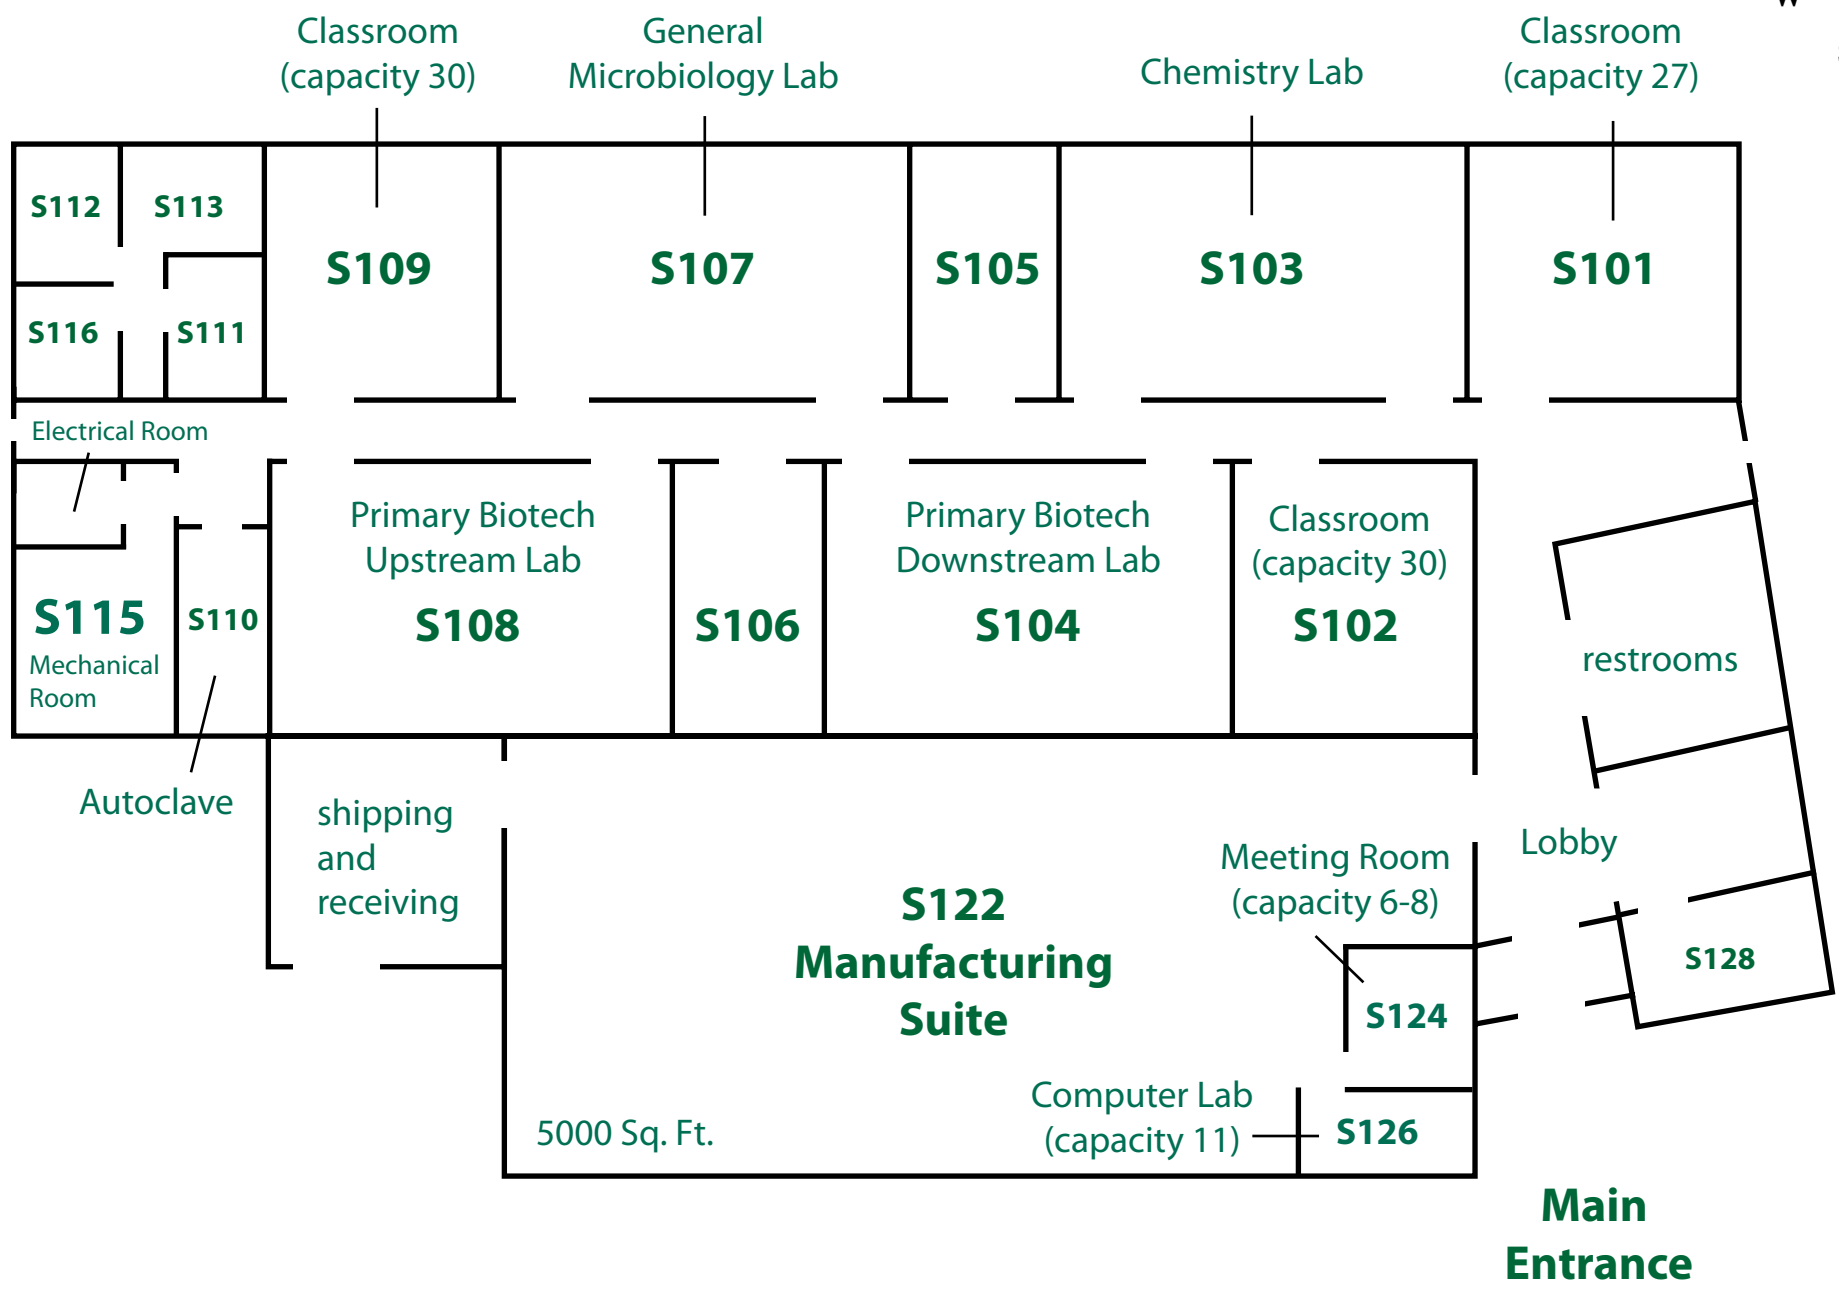 W
Classroom
(capacity 30)
General
Microbiology Lab
Chemistry Lab
Classroom
(capacity 27)
S112
S113
S109
S107
S105
S103
S101
S116
S111
Electrical Room
Primary Biotech
Upstream Lab
S108
Primary Biotech
Downstream Lab
S104
Classroom
(capacity 30)
S102
S115
Mechanical
Room
S110
S106
restrooms
Autoclave
shipping
and
receiving
S122
Manufacturing
Suite
Meeting Room
(capacity 6-8)
Lobby
S128
S124
5000 Sq. Ft.
Computer Lab
(capacity 11)
S126
Main
Entrance